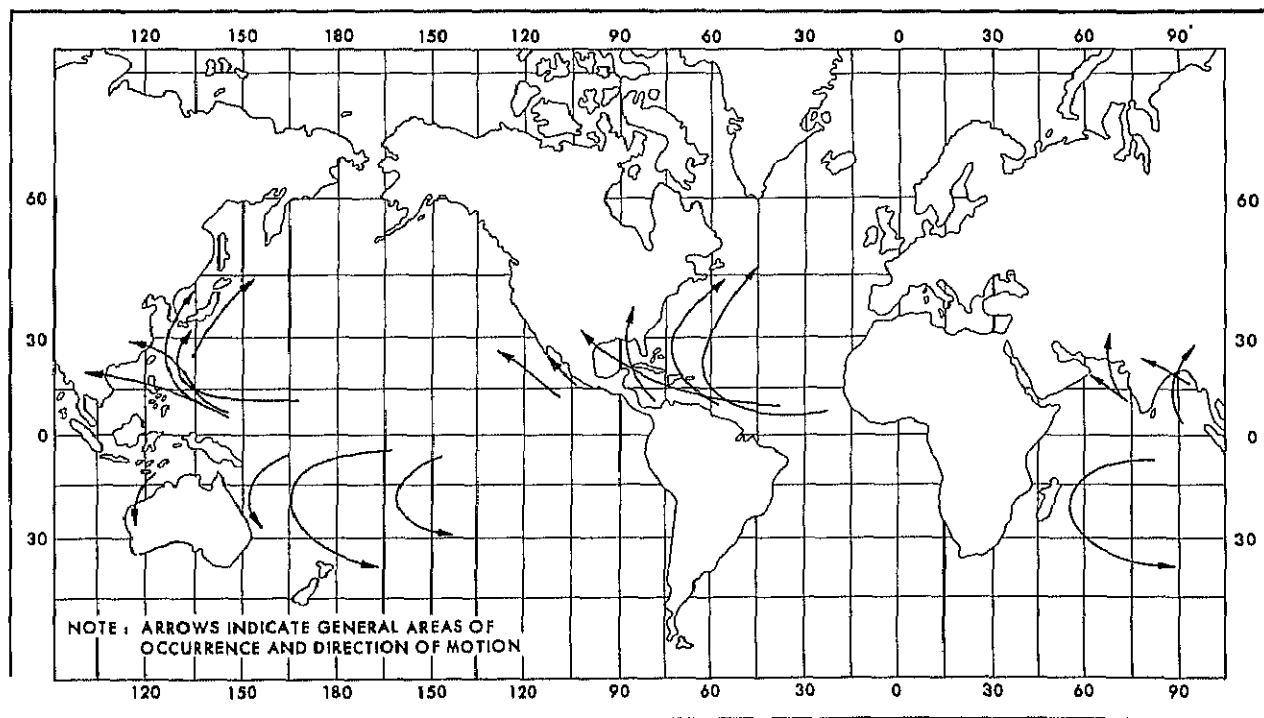 120 150 180 150 120 90 60 30 0 30 60 90°
60 60
30 30
0 0
30 30
NOTE: ARROWS INDICATE GENERAL AREAS OF
OCCURRENCE AND DIRECTION OF MOTION
120 150 180 150 120 90 60 30 0 30 60 90